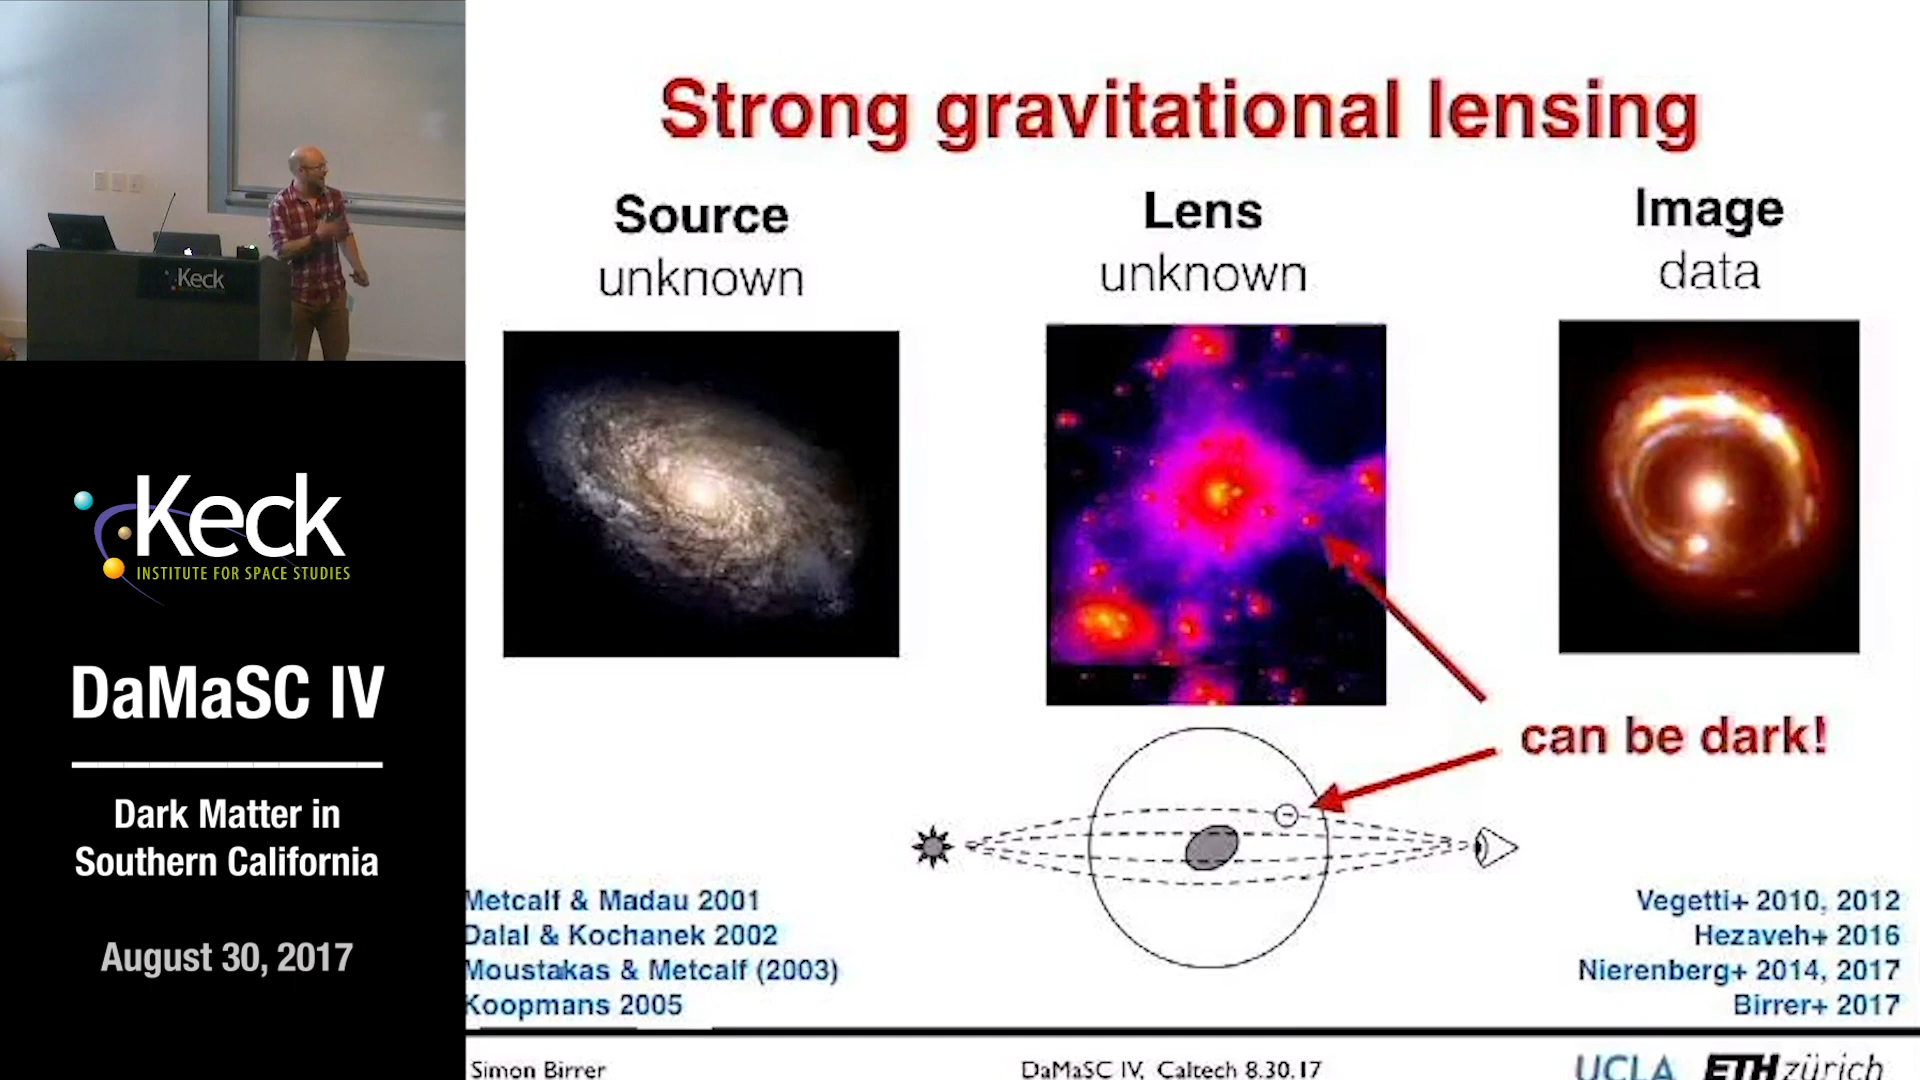 Keck
Keck
INSTITUTE FOR SPACE STUDIES
DaMaSC IV
Dark Matter in
Southern California
August 30, 2017
Strong gravitational lensing
Source
unknown
Lens
unknown
Image
data
can be dark!
Metcalf & Madau 2001
Dalal & Kochanek 2002
Moustakas & Metcalf (2003)
Koopmans 2005
Vegetti+ 2010, 2012
Hezaveh+ 2016
Nierenberg+ 2014, 2017
Birrer+ 2017
Simon Birrer
DaMaSC IV, Caltech 8.30.17
UCLA ETH zürich